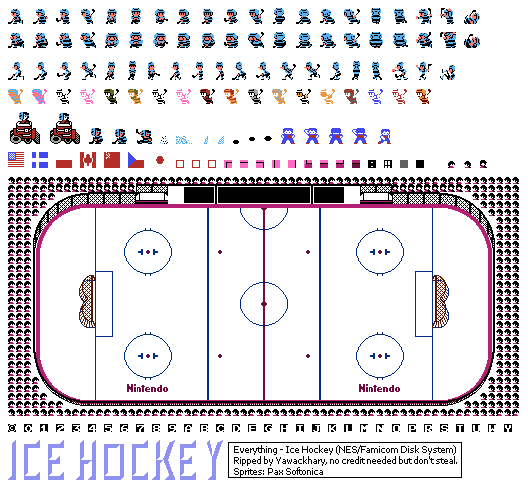 Nintendo Nintendo
© 0 1 2 3 4 5 6 7 8 9 A B C D E F G H I J K L M N O P R S T U L Y
ICE HOCKEY
Everything - Ice Hockey (NES/Famicom Disk System)
Ripped by Yawackhary, no credit needed but don't steal.
Sprites: Pax Softonica